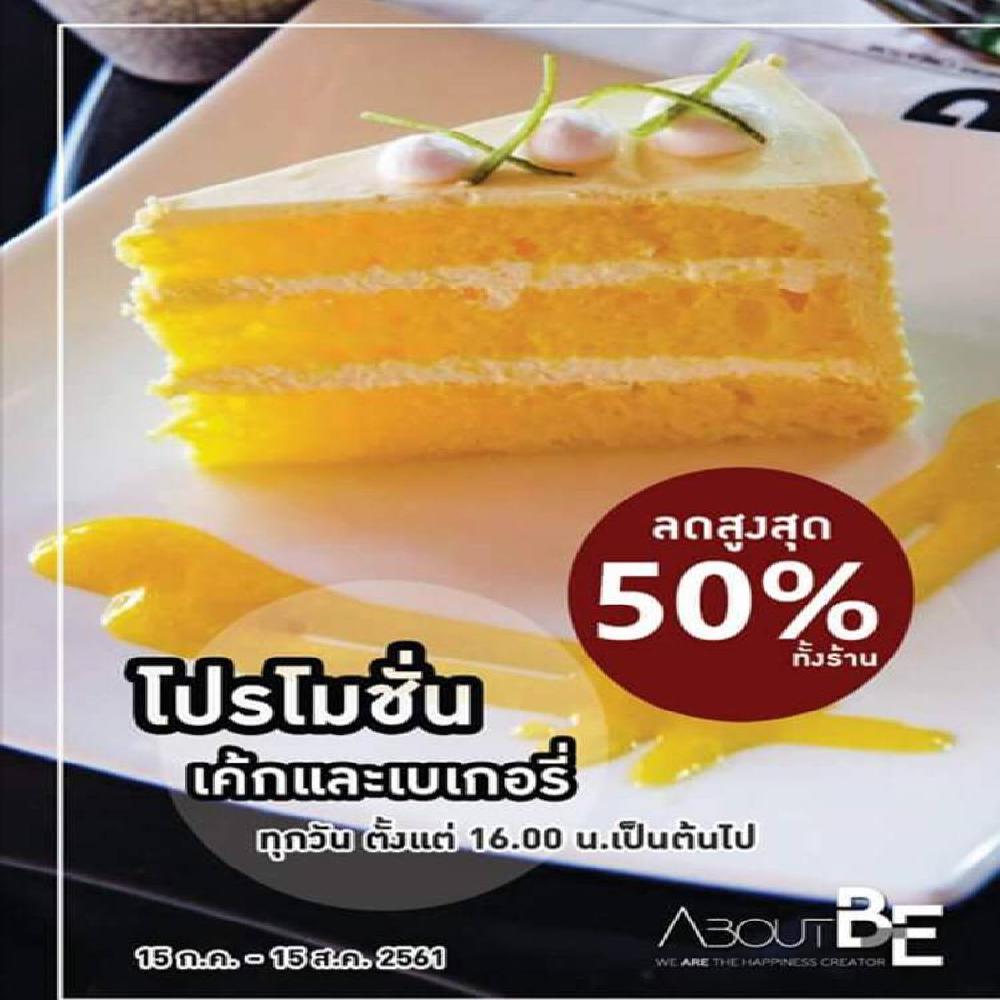 ลดสูงสุด
50%
ทั้งร้าน
โปรโมชั่น
เค้กและเบเกอรี่
ทุกวัน ตั้งแต่ 16.00 น.เป็นต้นไป
15 ก.ค. - 15 ส.ค. 2561
ABOUT BE
WE ARE THE HAPPINESS CREATOR